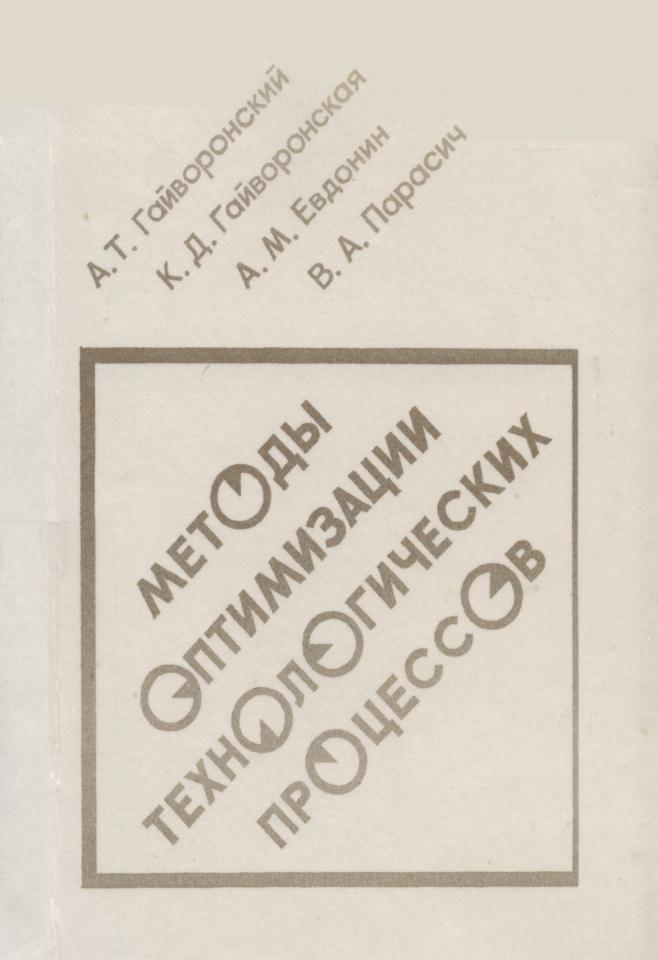 А. Т. Гайворонский
К. Д. Гайворонская
А. М. Евдонин
В. А. Парасич
МЕТОДЫ
ОПТИМИЗАЦИИ
ТЕХНОЛОГИЧЕСКИХ
ПРОЦЕССОВ